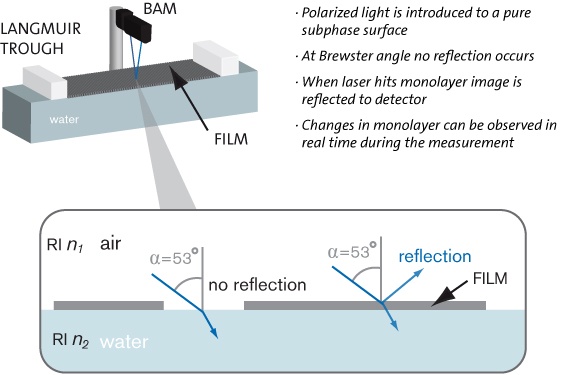 BAM
LANGMUIR
TROUGH
water
FILM
· Polarized light is introduced to a pure
subphase surface
· At Brewster angle no reflection occurs
· When laser hits monolayer image is
reflected to detector
· Changes in monolayer can be observed in
real time during the measurement
RI n₁ air
α=53°
no reflection
α=53°
reflection
FILM
RI n₂ water